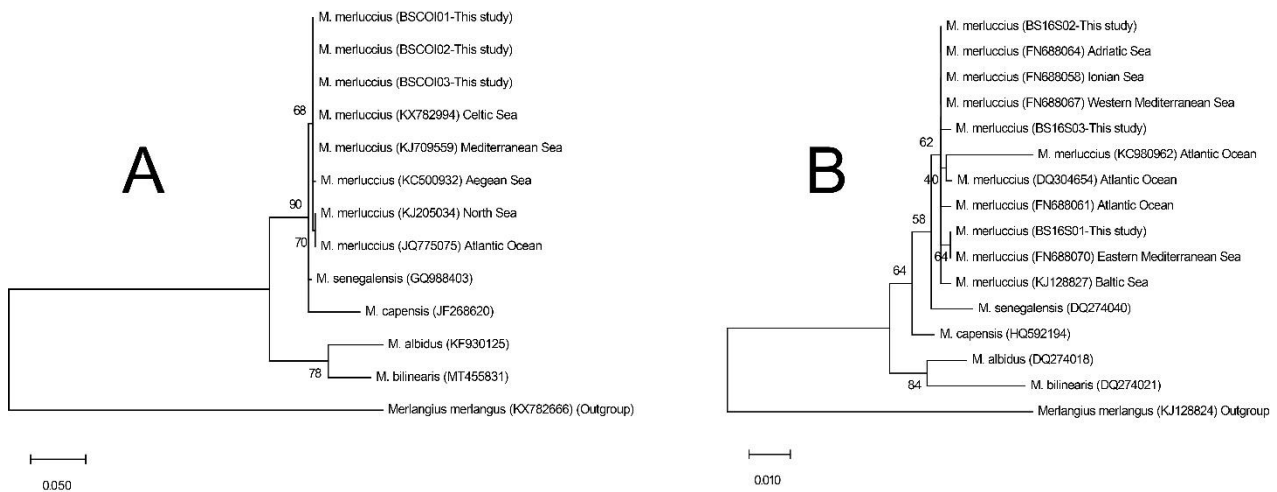 A
M. merluccius (BSCOI01-This study)
M. merluccius (BSCOI02-This study)
M. merluccius (BSCOI03-This study)
68
M. merluccius (KX782994) Celtic Sea
M. merluccius (KJ709559) Mediterranean Sea
M. merluccius (KC500932) Aegean Sea
90
M. merluccius (KJ205034) North Sea
70
M. merluccius (JQ775075) Atlantic Ocean
M. senegalensis (GQ988403)
M. capensis (JF268620)
M. albidus (KF930125)
78
M. bilinearis (MT455831)
Merlangius merlangus (KX782666) (Outgroup)
0.050
B
M. merluccius (BS16S02-This study)
M. merluccius (FN688064) Adriatic Sea
M. merluccius (FN688058) Ionian Sea
M. merluccius (FN688067) Western Mediterranean Sea
M. merluccius (BS16S03-This study)
62
M. merluccius (KC980962) Atlantic Ocean
40
M. merluccius (DQ304654) Atlantic Ocean
M. merluccius (FN688061) Atlantic Ocean
58
M. merluccius (BS16S01-This study)
64
M. merluccius (FN688070) Eastern Mediterranean Sea
64
M. merluccius (KJ128827) Baltic Sea
M. senegalensis (DQ274040)
M. capensis (HQ592194)
M. albidus (DQ274018)
84
M. bilinearis (DQ274021)
Merlangius merlangus (KJ128824) Outgroup
0.010